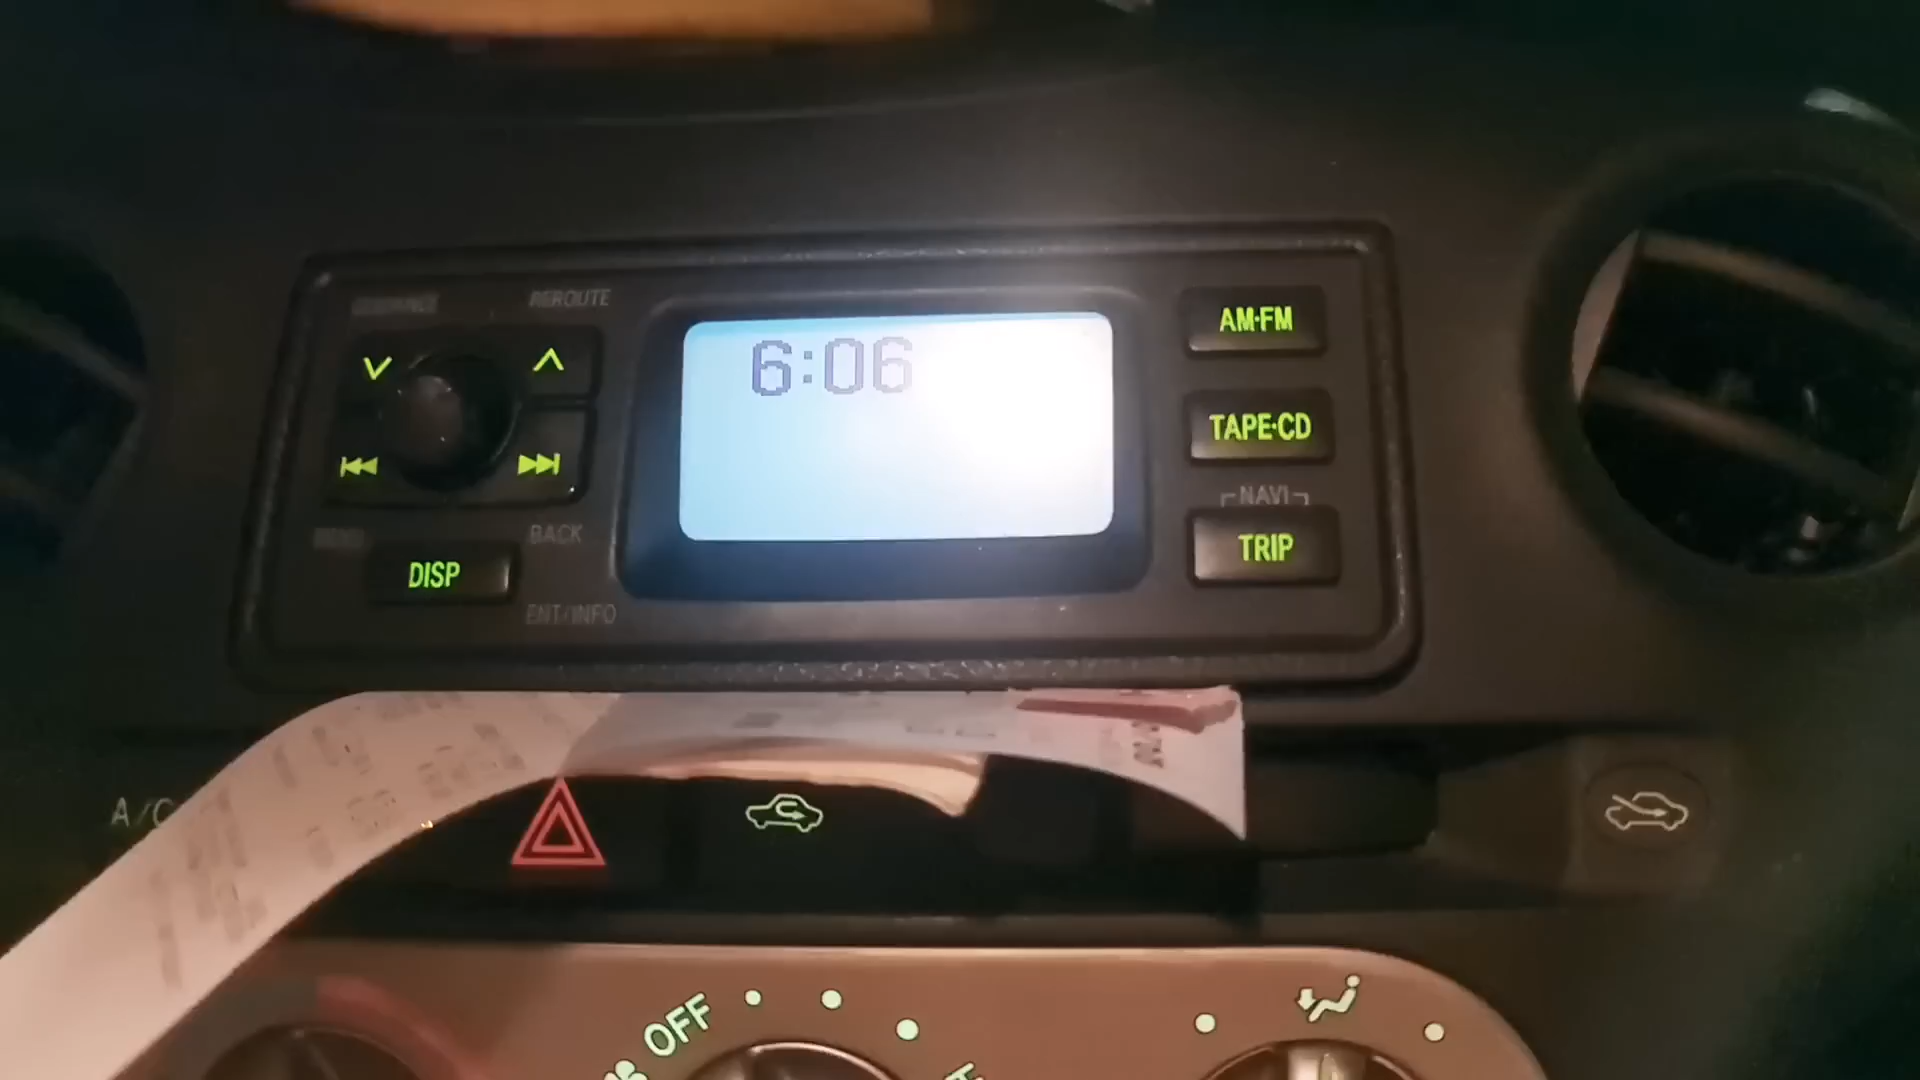 REROUTE
6:06
AM·FM
TAPE·CD
NAVI
BACK
DISP
TRIP
ENT/INFO
A/C
OFF